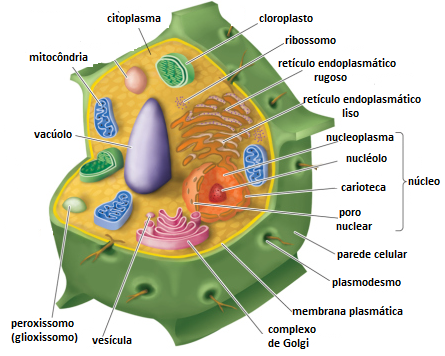 citoplasma
cloroplasto
ribossomo
mitocôndria
retículo endoplasmático
rugoso
retículo endoplasmático
liso
vacúolo
nucleoplasma
nucléolo
núcleo
carioteca
poro
nuclear
parede celular
plasmodesmo
membrana plasmática
peroxissomo
(glioxissomo)
vesícula
complexo
de Golgi